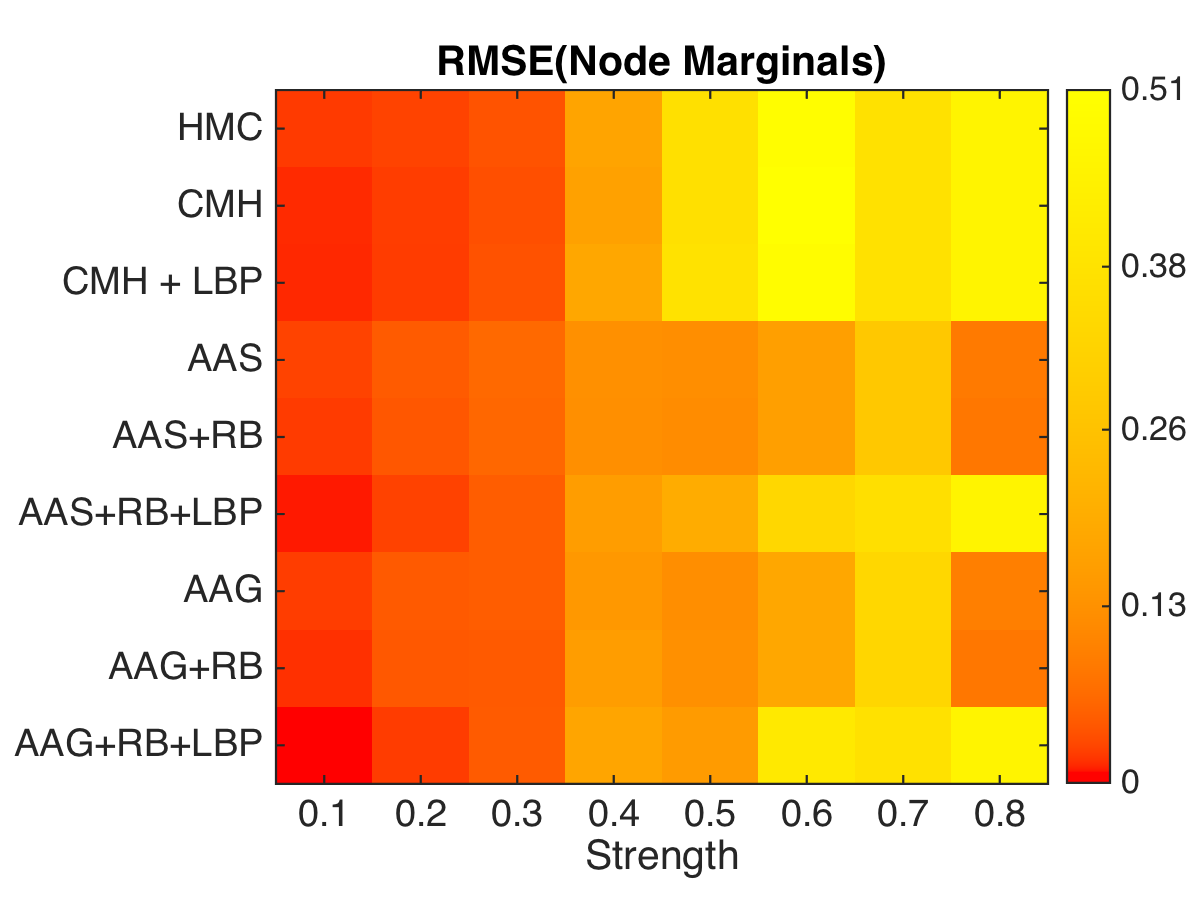 RMSE(Node Marginals)
HMC
CMH
CMH + LBP
AAS
AAS+RB
AAS+RB+LBP
AAG
AAG+RB
AAG+RB+LBP
0.1 0.2 0.3 0.4 0.5 0.6 0.7 0.8
Strength
0.51
0.38
0.26
0.13
0